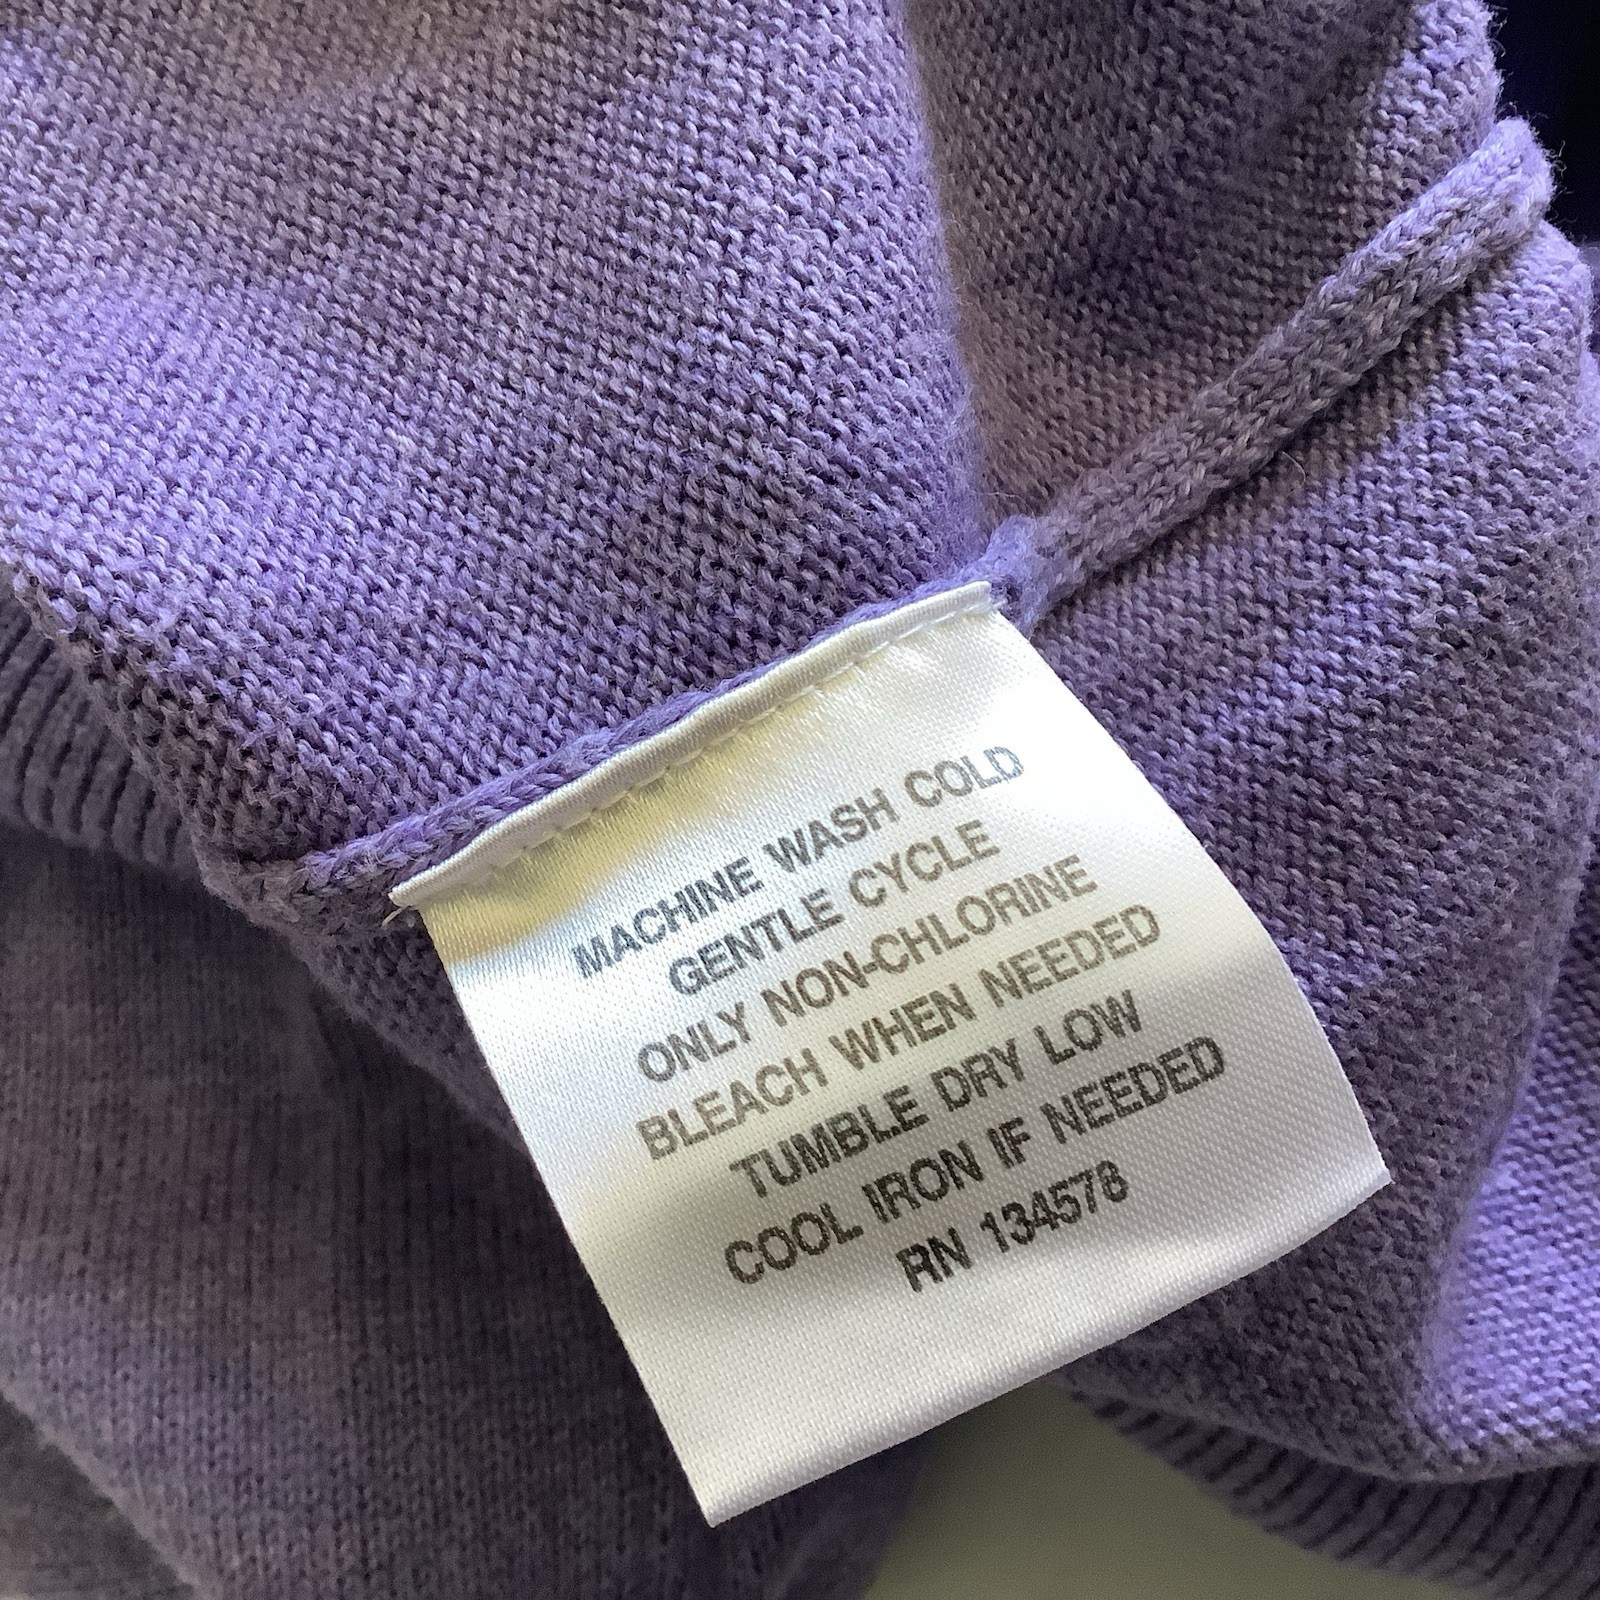 MACHINE WASH COLD
GENTLE CYCLE
ONLY NON-CHLORINE
BLEACH WHEN NEEDED
TUMBLE DRY LOW
COOL IRON IF NEEDED
RN 134578